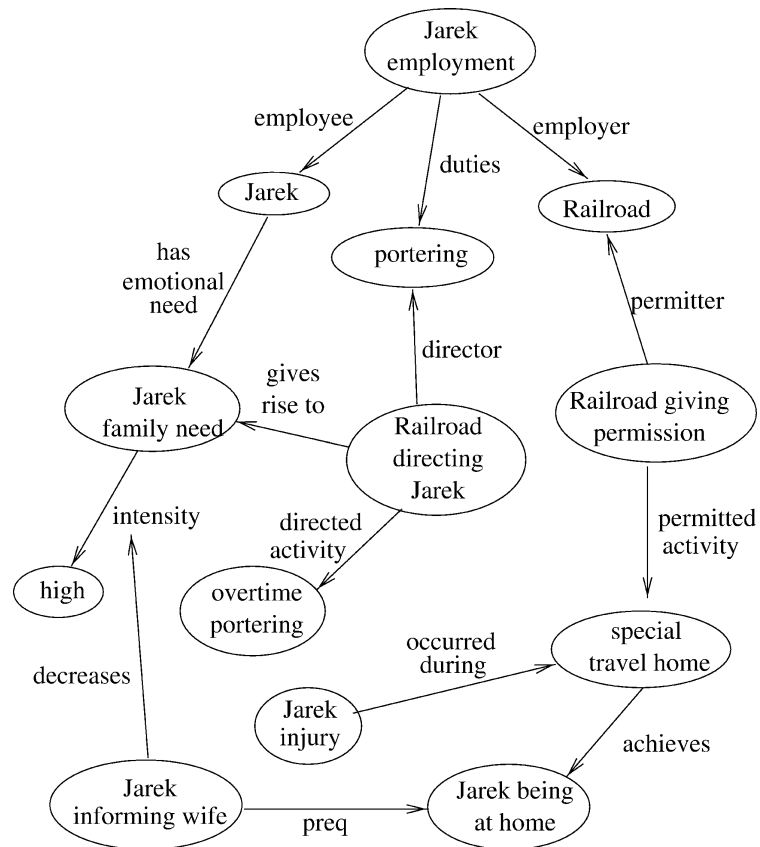 Jarek
employment
employee
employer
duties
Jarek
Railroad
portering
has
emotional
need
permitter
director
gives
rise to
Jarek
family need
Railroad giving
permission
Railroad
directing
Jarek
intensity
directed
activity
permitted
activity
high
overtime
portering
special
travel home
occurred
during
decreases
Jarek
injury
achieves
Jarek
informing wife
preq
Jarek being
at home